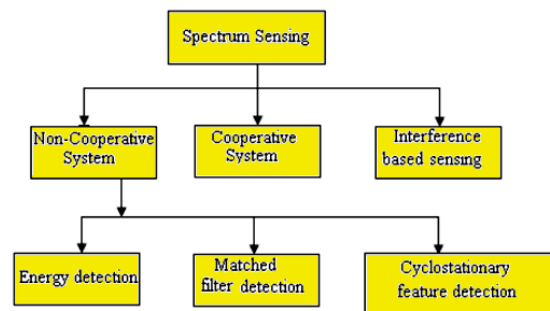 Spectrum Sensing
Non-Cooperative
System
Cooperative
System
Interference
based sensing
Energy detection
Matched
filter detection
Cyclostationary
feature detection